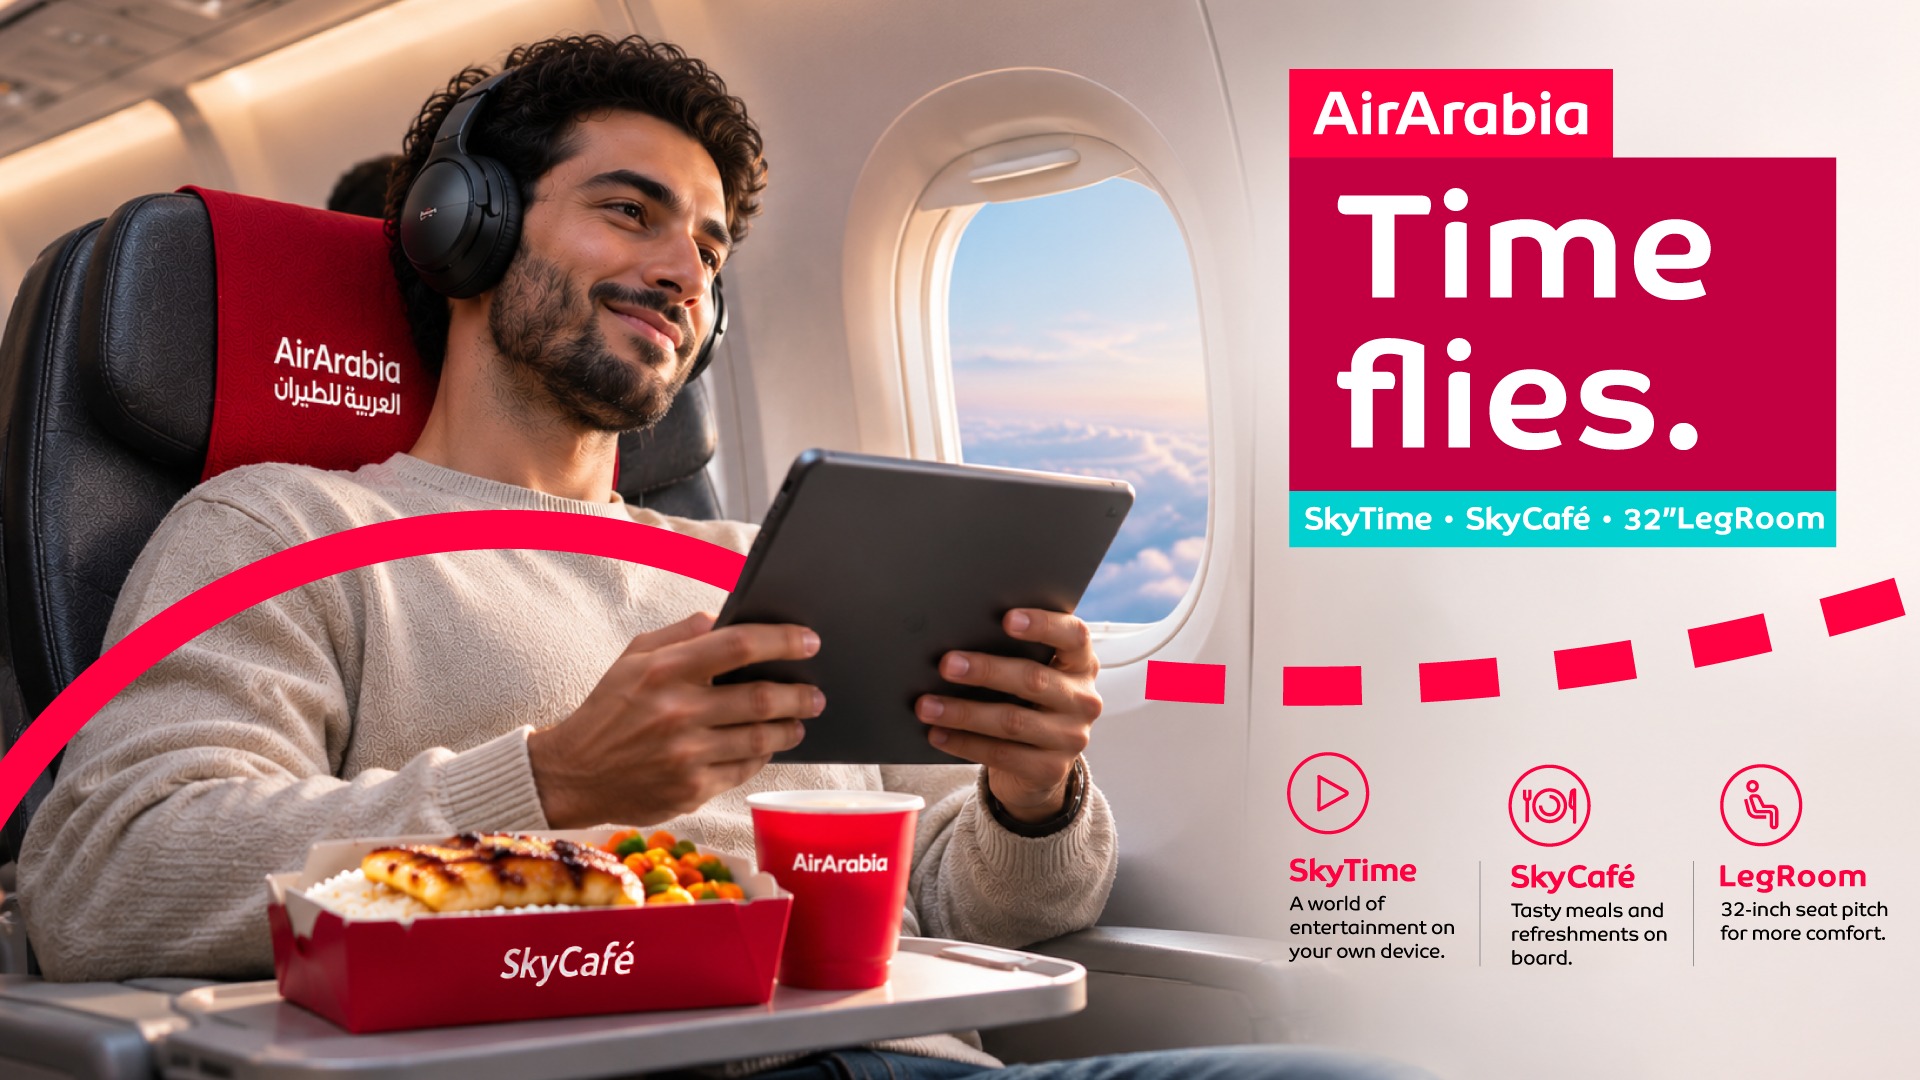 AirArabia
Time
flies.
SkyTime • SkyCafé • 32”LegRoom
AirArabia
العربية للطيران
AirArabia
SkyCafé
SkyTime
A world of
entertainment on
your own device.
SkyCafé
Tasty meals and
refreshments on
board.
LegRoom
32-inch seat pitch
for more comfort.